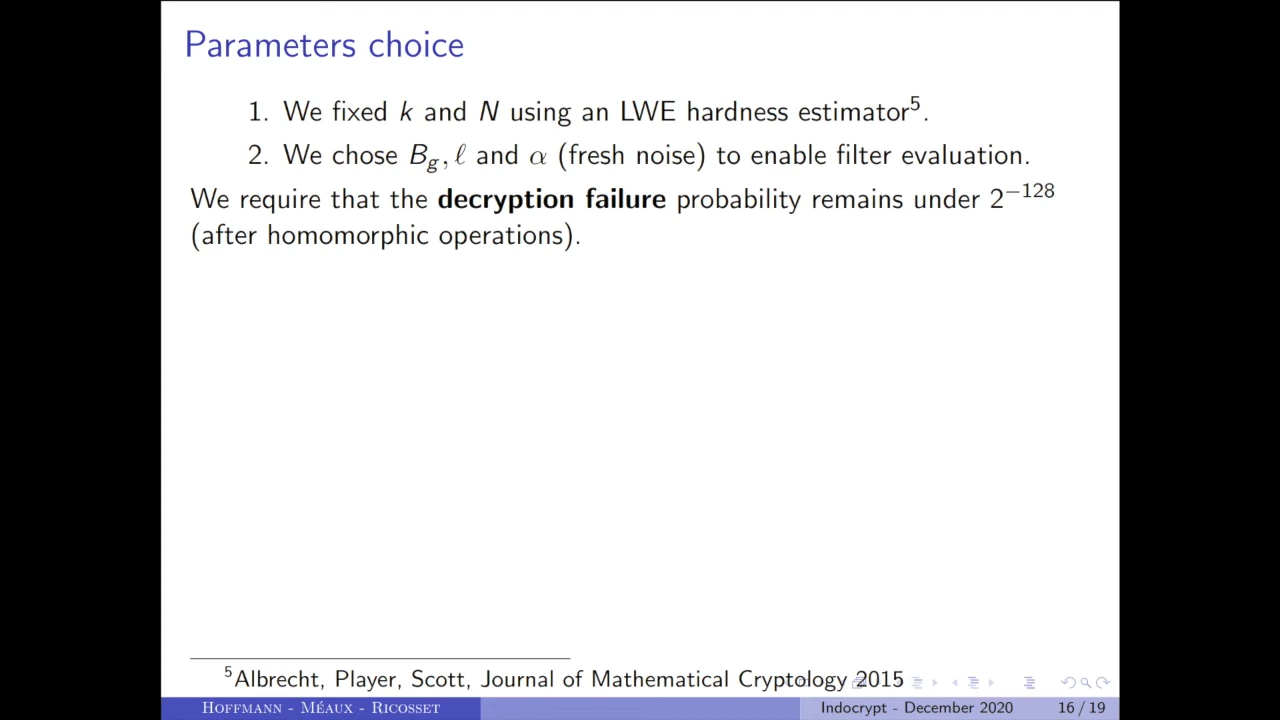 Parameters choice
1. We fixed k and N using an LWE hardness estimator⁵.
2. We chose B_g, ℓ and α (fresh noise) to enable filter evaluation.
We require that the decryption failure probability remains under 2⁻¹²⁸
(after homomorphic operations).
⁵Albrecht, Player, Scott, Journal of Mathematical Cryptology 2015
Hoffmann - Méaux - Ricosset
Indocrypt - December 2020
16 / 19